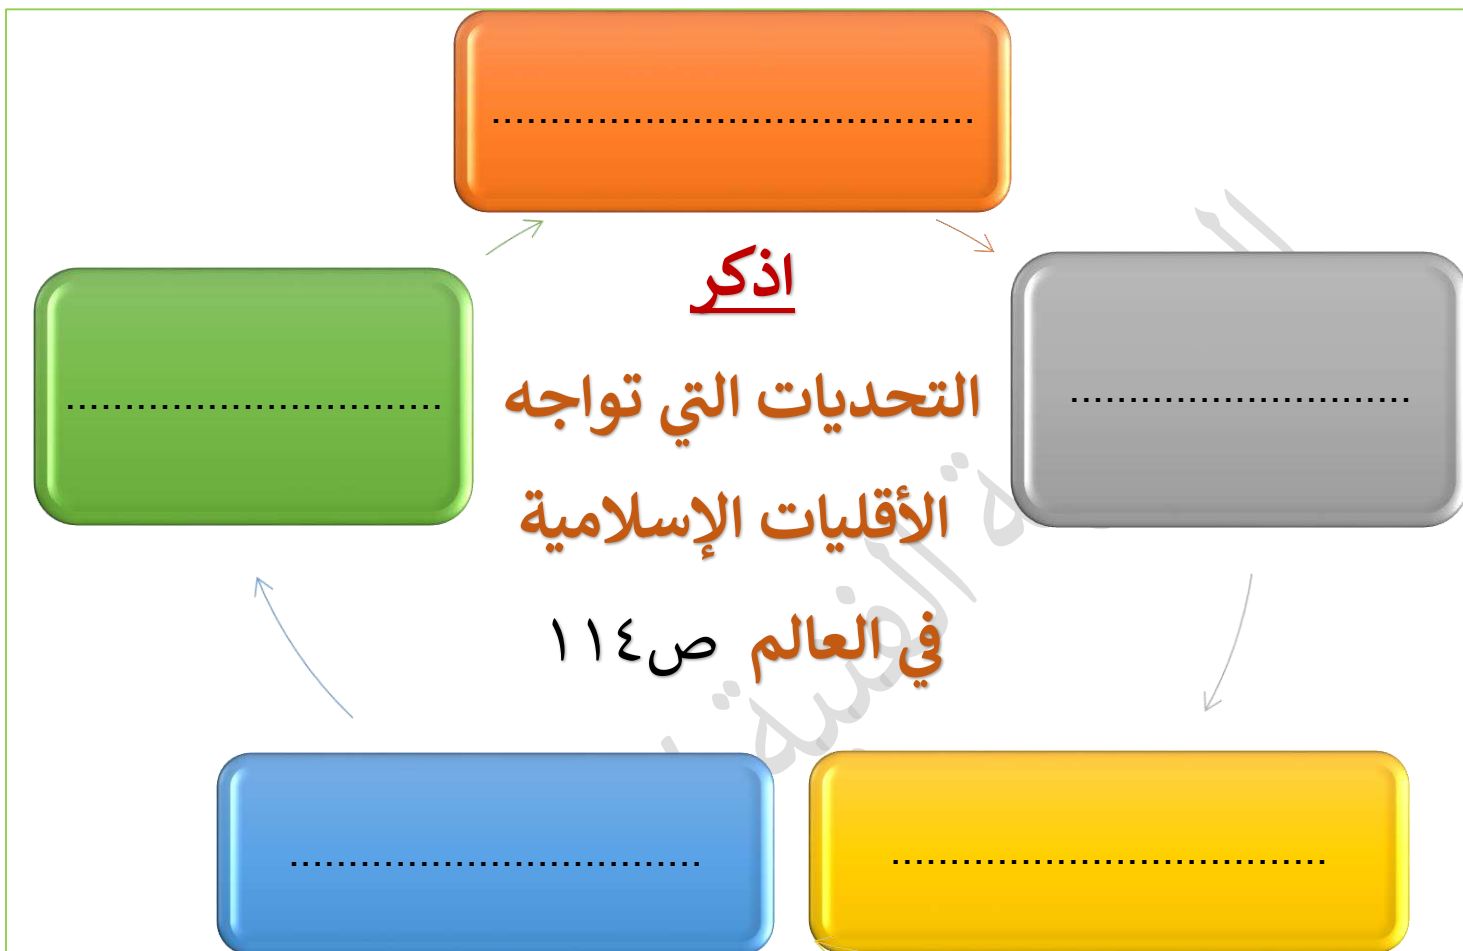 ........................................
اذكر
التحديات التي تواجه
............................
...............................
الأقليات الإسلامية
في العالم ص١١٤
....................................
..................................